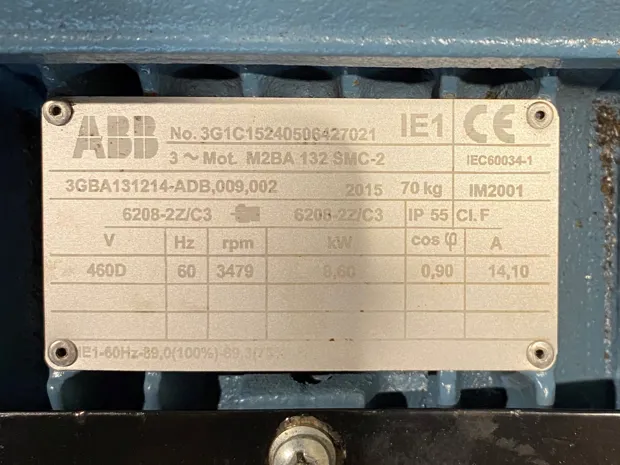 ABB No. 3G1C15240506427021 IE1 CE
3 ~ Mot. M2BA 132 SMC-2 IEC60034-1
3GBA131214-ADB,009,002 2015 70 kg IM2001
6208-2Z/C3 6208-2Z/C3 IP 55 Cl. F
V Hz rpm kW cos φ A
460D 60 3479 8,60 0,90 14,10
IE1-60Hz-89,0(100%)-89,3(75